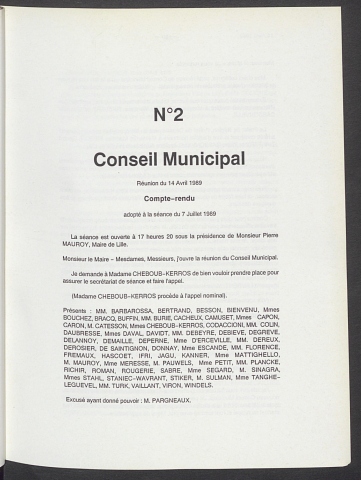 N°2
Conseil Municipal
Réunion du 14 Avril 1989
Compte-rendu
adopté à la séance du 7 Juillet 1989
La séance est ouverte à 17 heures 20 sous la présidence de Monsieur Pierre
MAUROY, Maire de Lille.
Monsieur le Maire – Mesdames, Messieurs, j'ouvre la réunion du Conseil Municipal.
Je demande à Madame CHEBOUB-KERROS de bien vouloir prendre place pour
assurer le secrétariat de séance et faire l'appel.
(Madame CHEBOUB-KERROS procède à l'appel nominal).
Présents : MM. BARBAROSSA, BERTRAND, BESSON, BIENVENU, Mmes
BOUCHEZ, BRACQ, BUFFIN, MM. BURIE, CACHEUX, CAMUSET, Mmes CAPON,
CARON, M. CATESSON, Mmes CHEBOUB-KERROS, CODACCIONI, MM. COLIN,
DAUBRESSE, Mmes DAVAL, DAVIDT, MM. DEBEYRE, DEBIEVE, DEGREVE,
DELANNOY, DEMAILLE, DEPERNE, Mme D'ERCEVILLE, MM. DEREUX,
DEROSIER, DE SAINTIGNON, DONNAY, Mme ESCANDE, MM. FLORENCE,
FREMAUX, HASCOET, IFRI, JAGU, KANNER, Mme MATTIGHELLO,
M. MAUROY, Mme MERESSE, M. PAUWELS, Mme PETIT, MM. PLANCKE,
RICHIR, ROMAN, ROUGERIE, SABRE, Mme SEGARD, M. SINAGRA,
Mmes STAHL, STANIEC-WAVRANT, STIKER, M. SULMAN, Mme TANGHE-
LEGUEVEL, MM. TURK, VAILLANT, VIRON, WINDELS.
Excusé ayant donné pouvoir : M. PARGNEAUX.